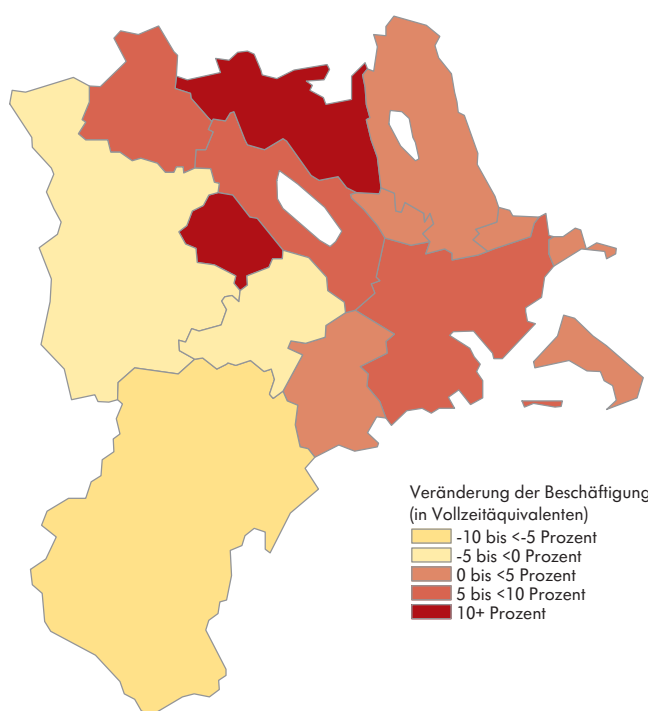 Veränderung der Beschäftigung
(in Vollzeitäquivalenten)
-10 bis <-5 Prozent
-5 bis <0 Prozent
0 bis <5 Prozent
5 bis <10 Prozent
10+ Prozent